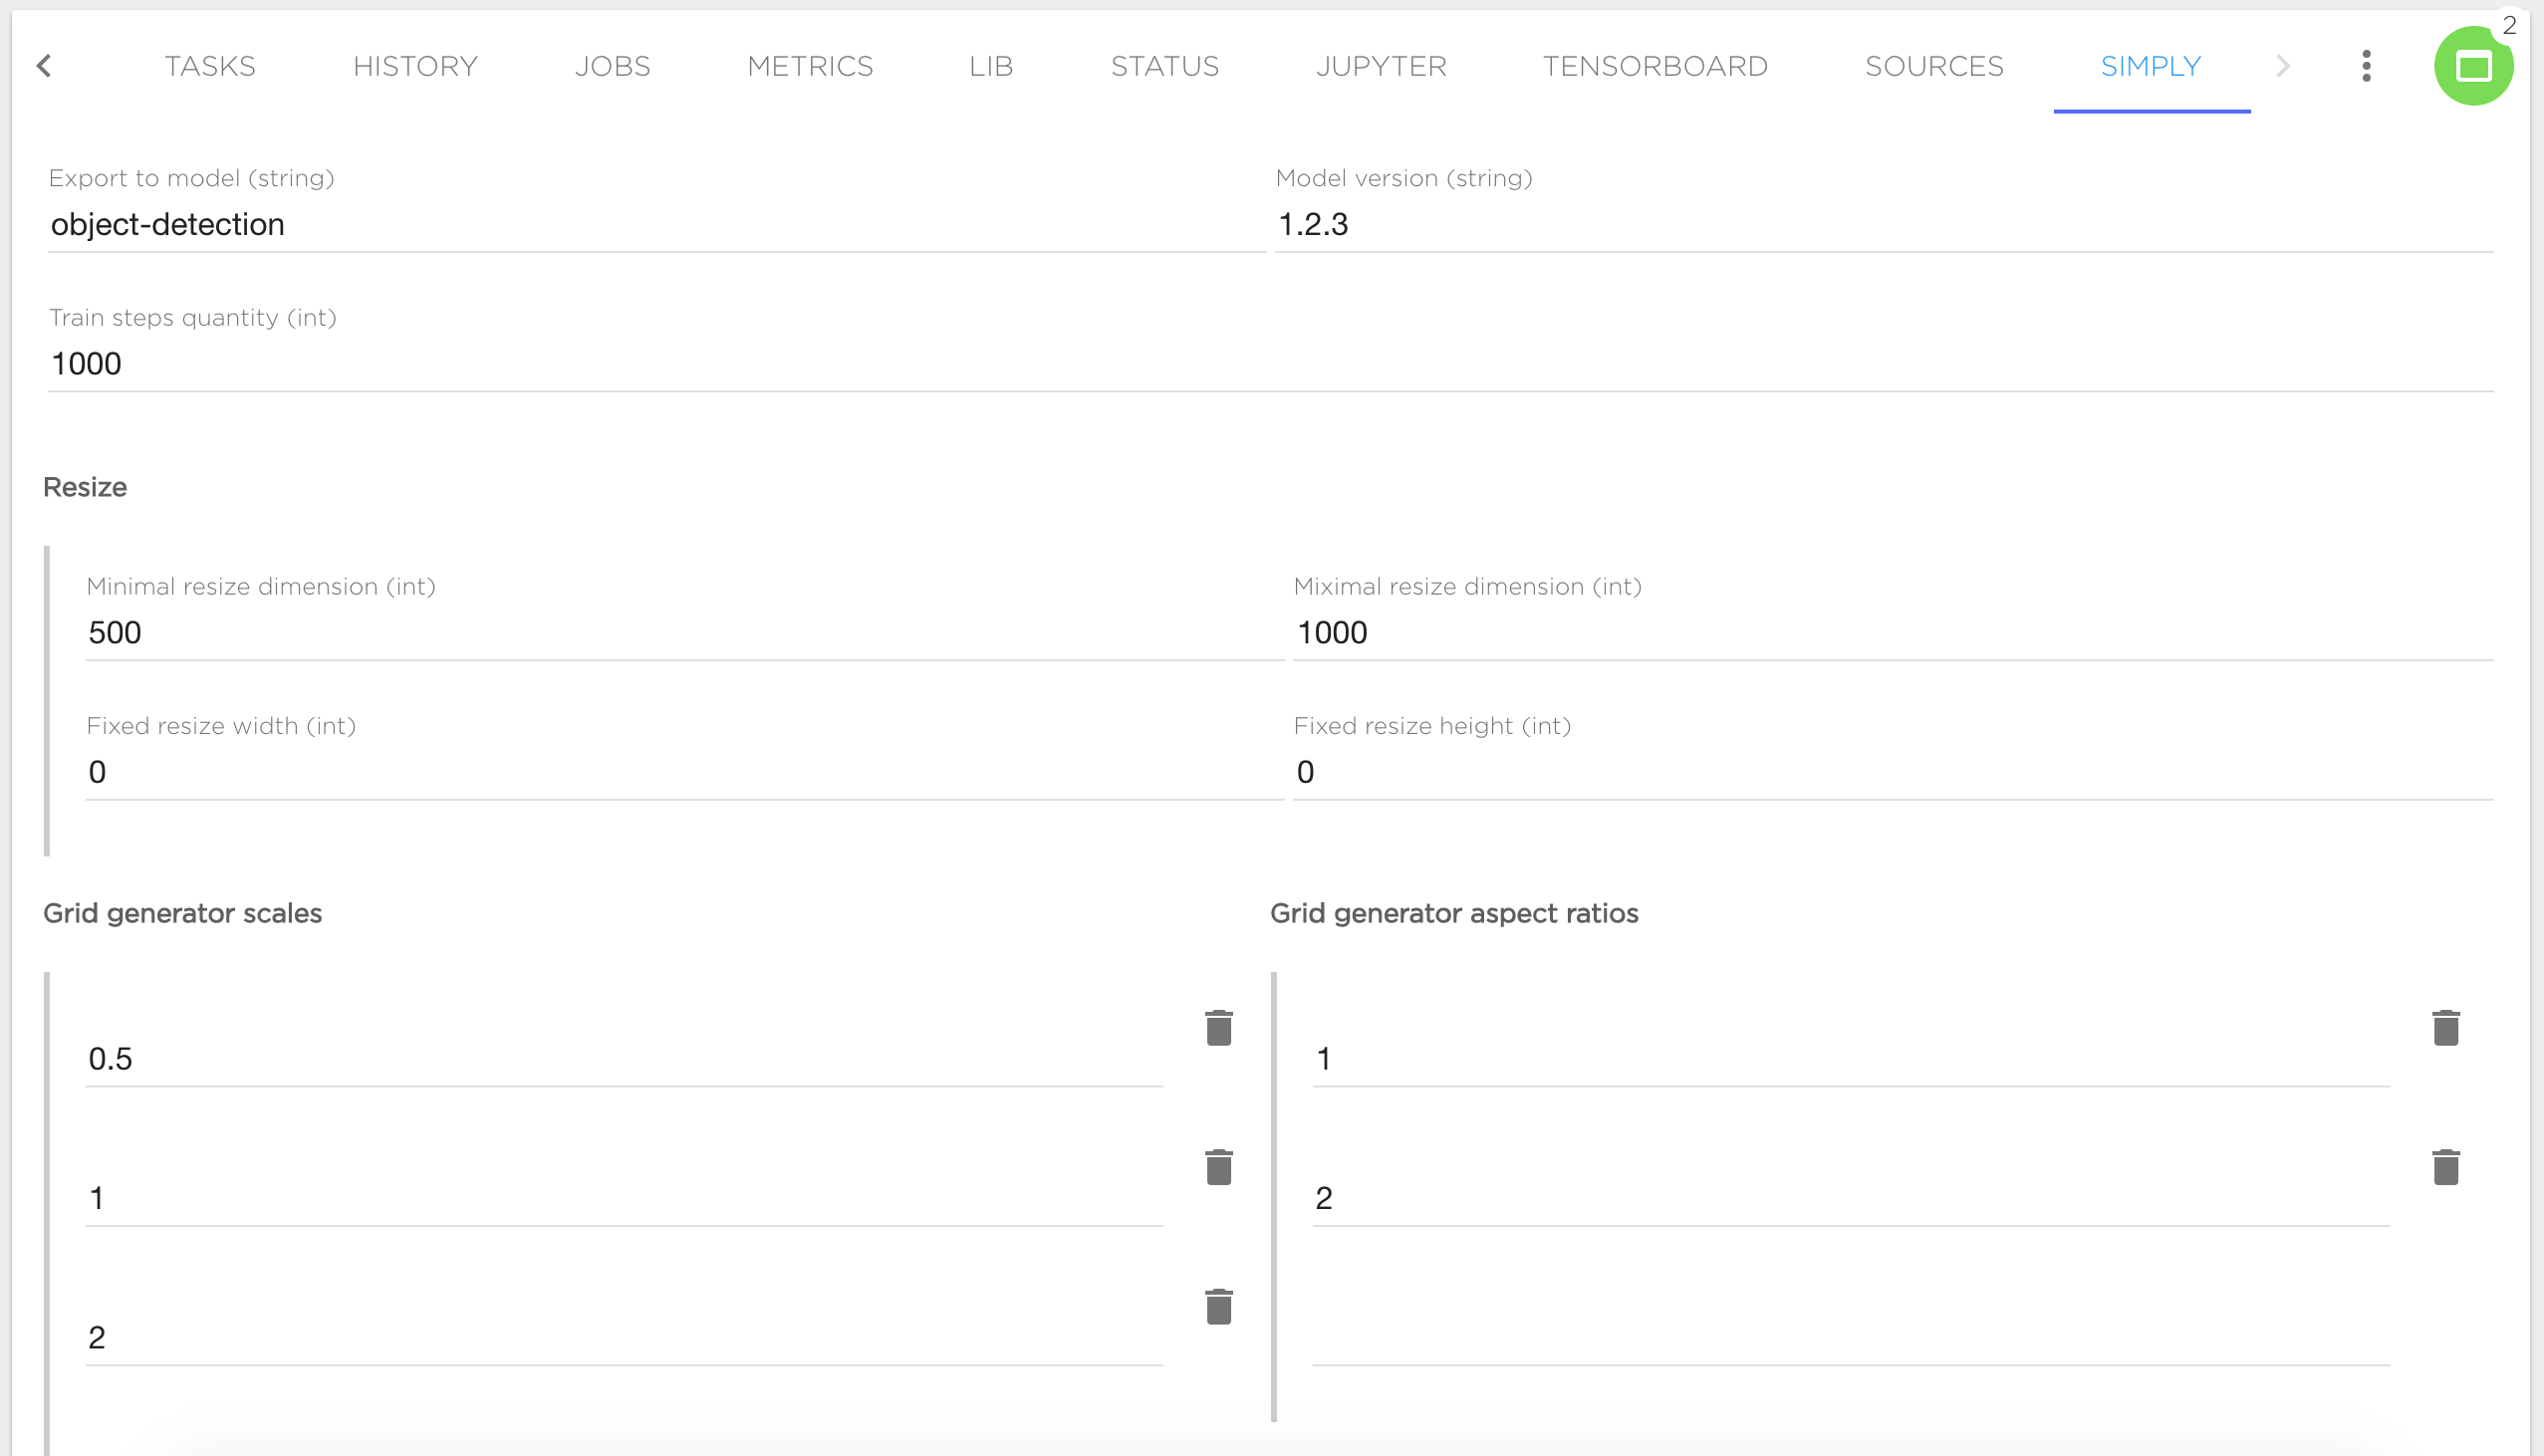 TASKS HISTORY JOBS METRICS LIB STATUS JUPYTER TENSORBOARD SOURCES SIMPLY 2
Export to model (string) Model version (string)
object-detection 1.2.3
Train steps quantity (int)
1000
Resize
Minimal resize dimension (int) Miximal resize dimension (int)
500 1000
Fixed resize width (int) Fixed resize height (int)
0 0
Grid generator scales Grid generator aspect ratios
0.5 1
1 2
2